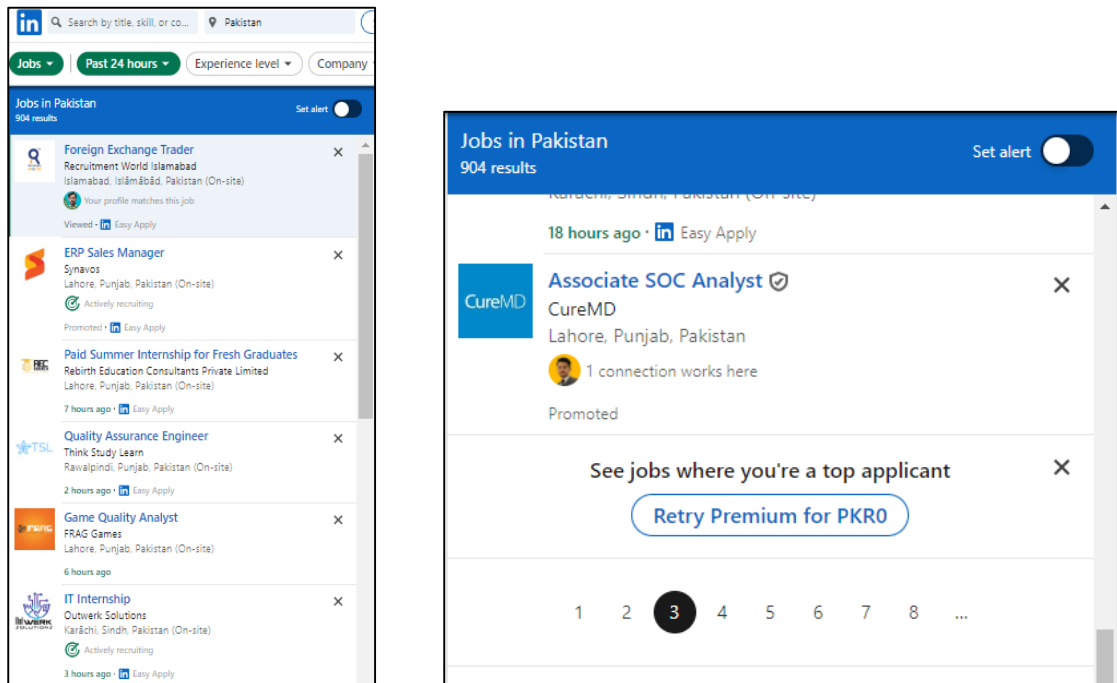 in Search by title, skill, or co... Pakistan
Jobs Past 24 hours Experience level Company
Jobs in Pakistan
904 results
Set alert
Foreign Exchange Trader
Recruitment World Islamabad
Islamabad, Islāmābād, Pakistan (On-site)
Your profile matches this job
Viewed · in Easy Apply
ERP Sales Manager
Synavos
Lahore, Punjab, Pakistan (On-site)
Actively recruiting
Promoted · in Easy Apply
Paid Summer Internship for Fresh Graduates
Rebirth Education Consultants Private Limited
Lahore, Punjab, Pakistan (On-site)
7 hours ago · in Easy Apply
TSL
Quality Assurance Engineer
Think Study Learn
Rawalpindi, Punjab, Pakistan (On-site)
2 hours ago · in Easy Apply
Game Quality Analyst
FRAG Games
Lahore, Punjab, Pakistan (On-site)
6 hours ago
IT Internship
Outwerk Solutions
Karāchi, Sindh, Pakistan (On-site)
Actively recruiting
3 hours ago · in Easy Apply
Jobs in Pakistan
904 results
Set alert
18 hours ago · in Easy Apply
CureMD
Associate SOC Analyst
CureMD
Lahore, Punjab, Pakistan
1 connection works here
Promoted
See jobs where you're a top applicant
Retry Premium for PKR0
1 2 3 4 5 6 7 8 ...